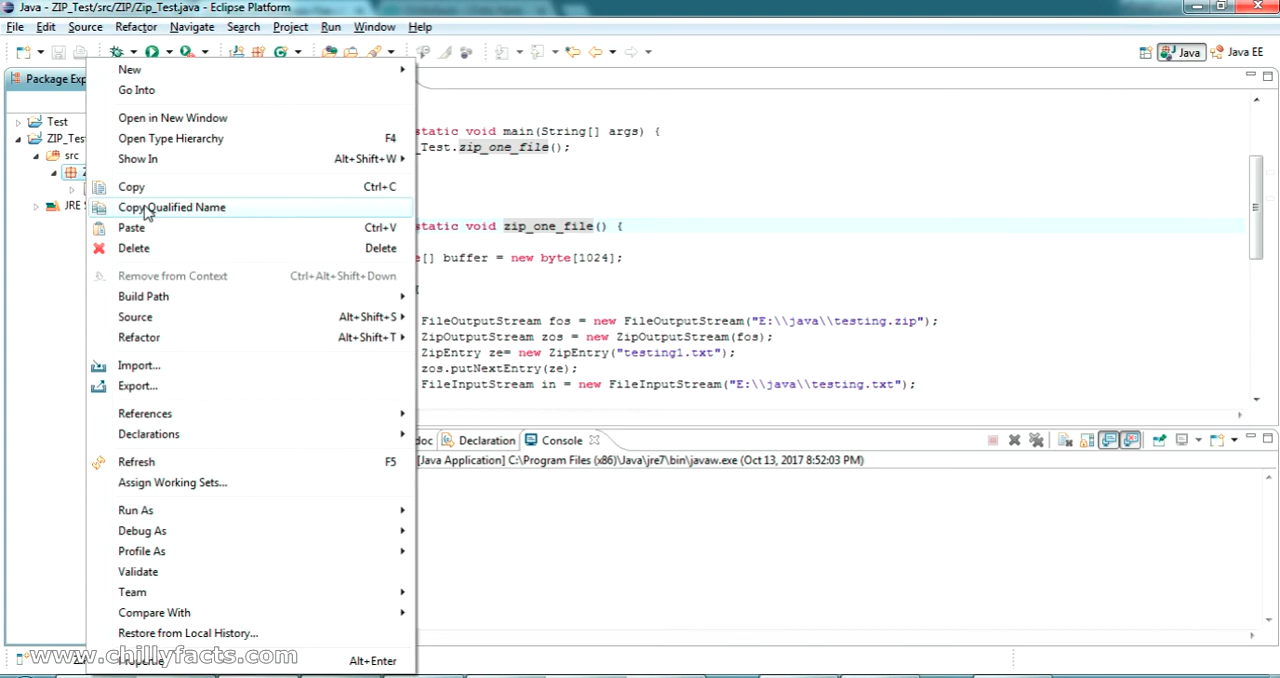 Java - ZIP_Test/src/ZIP/Zip_Test.java - Eclipse Platform
File Edit Source Refactor Navigate Search Project Run Window Help
Java Java EE
Package Exp
Test
ZIP_Tes
src
Z
JRE S
New
Go Into
Open in New Window
Open Type Hierarchy F4
Show In Alt+Shift+W
Copy Ctrl+C
Copy Qualified Name
Paste Ctrl+V
Delete Delete
Remove from Context Ctrl+Alt+Shift+Down
Build Path
Source Alt+Shift+S
Refactor Alt+Shift+T
Import...
Export...
References
Declarations
Refresh F5
Assign Working Sets...
Run As
Debug As
Profile As
Validate
Team
Compare With
Restore from Local History...
Alt+Enter
www.chillyfacts.com
static void main(String[] args) {
_Test.zip_one_file();
static void zip_one_file() {
e[] buffer = new byte[1024];
{
FileOutputStream fos = new FileOutputStream("E:\\java\\testing.zip");
ZipOutputStream zos = new ZipOutputStream(fos);
ZipEntry ze= new ZipEntry("testing1.txt");
zos.putNextEntry(ze);
FileInputStream in = new FileInputStream("E:\\java\\testing.txt");
doc Declaration Console
[Java Application] C:\Program Files (x86)\Java\jre7\bin\javaw.exe (Oct 13, 2017 8:52:03 PM)